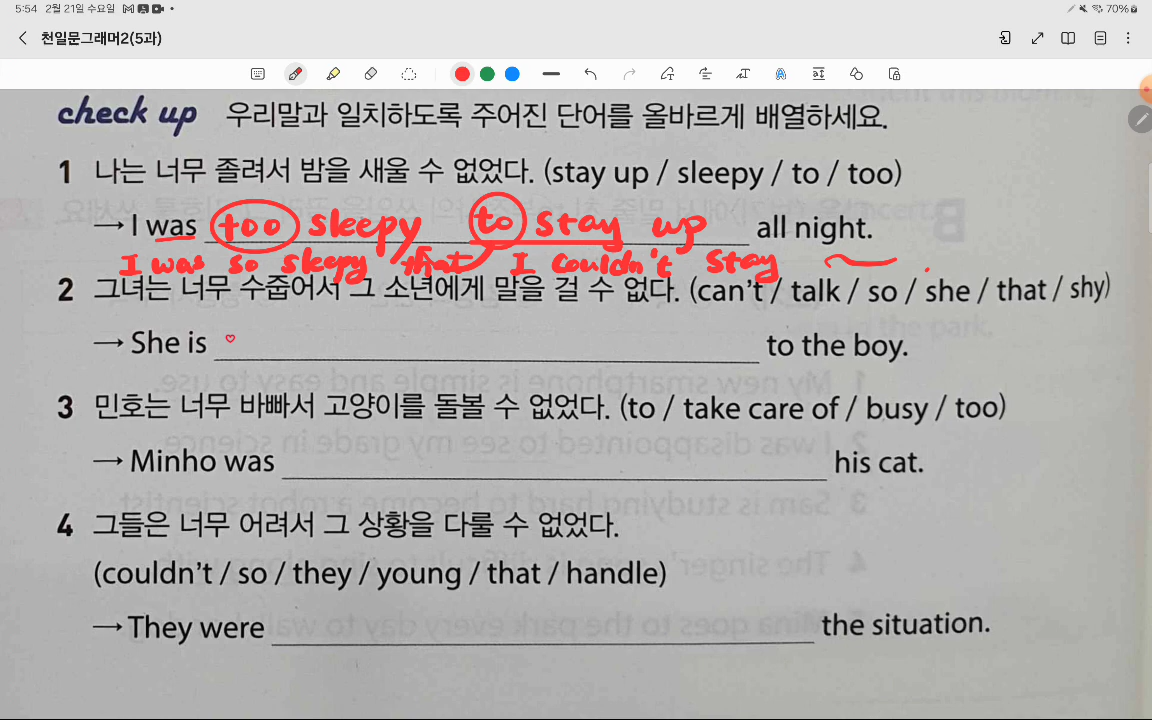 5:54 2월 21일 수요일
70%
천일문그래머2(5과)
check up 우리말과 일치하도록 주어진 단어를 올바르게 배열하세요.
1 나는 너무 졸려서 밤을 새울 수 없었다. (stay up / sleepy / to / too)
→ I was too sleepy to stay up all night.
I was so sleepy that I couldn't stay
2 그녀는 너무 수줍어서 그 소년에게 말을 걸 수 없다. (can't / talk / so / she / that / shy)
→ She is to the boy.
3 민호는 너무 바빠서 고양이를 돌볼 수 없었다. (to / take care of / busy / too)
→ Minho was his cat.
4 그들은 너무 어려서 그 상황을 다룰 수 없었다.
(couldn't / so / they / young / that / handle)
→ They were the situation.